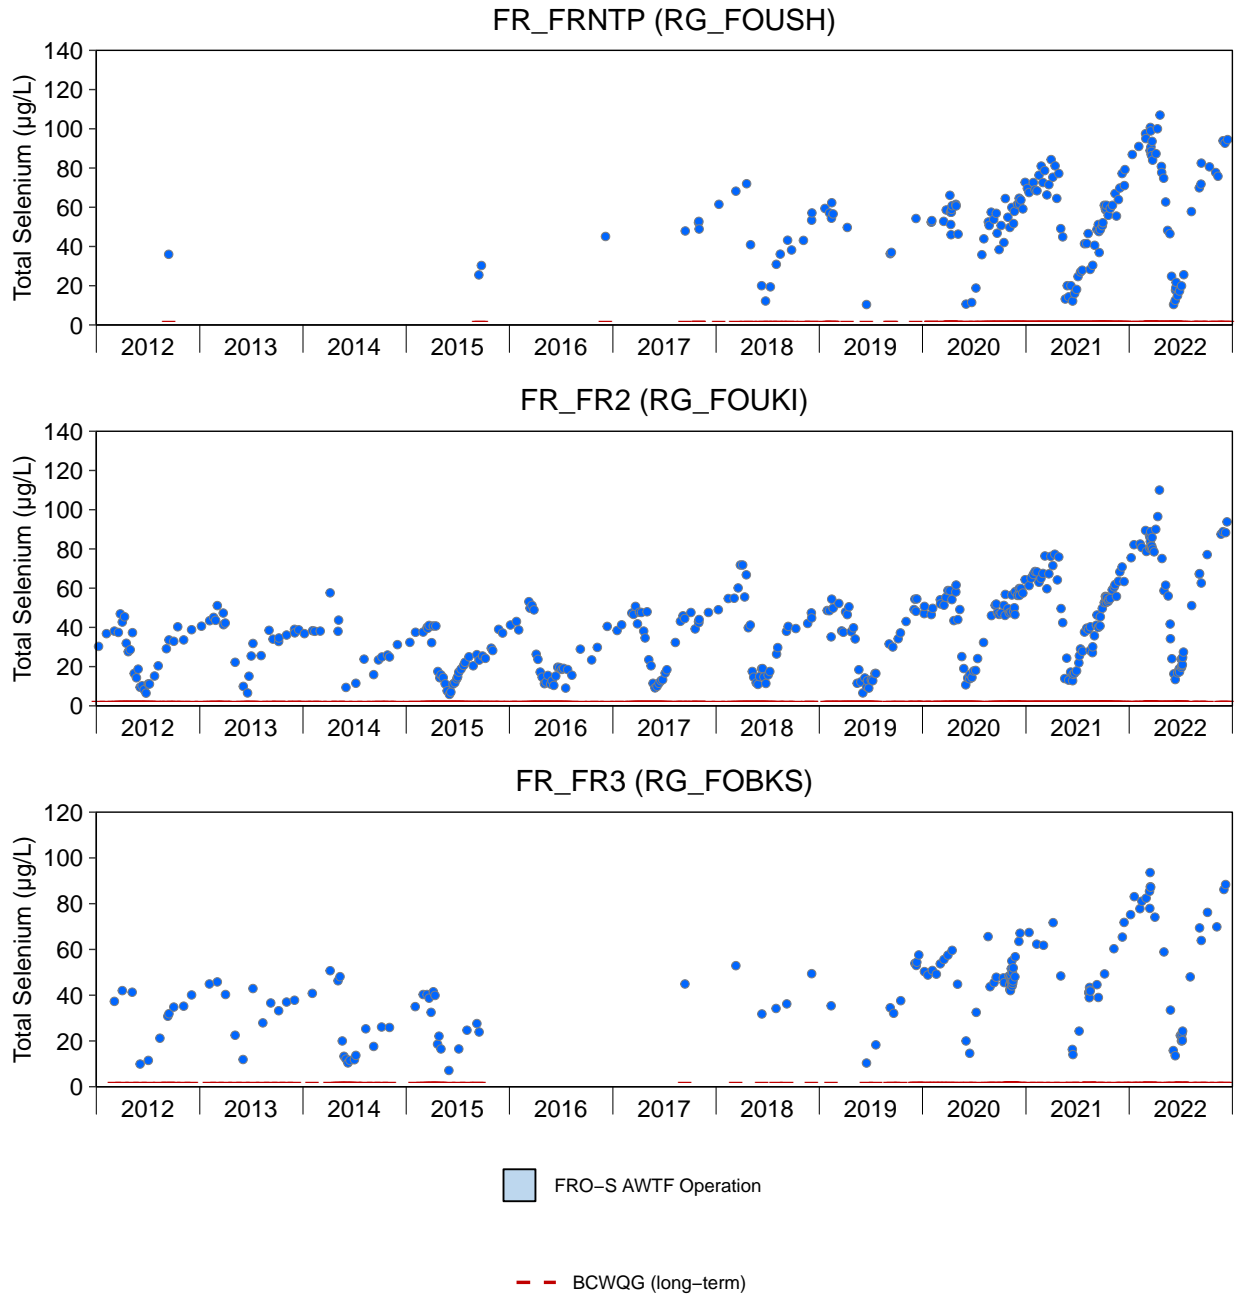 FR_FRNTP (RG_FOUSH)
Total Selenium (µg/L)
140
120
100
80
60
40
20
0
2012 2013 2014 2015 2016 2017 2018 2019 2020 2021 2022
FR_FR2 (RG_FOUKI)
Total Selenium (µg/L)
140
120
100
80
60
40
20
0
2012 2013 2014 2015 2016 2017 2018 2019 2020 2021 2022
FR_FR3 (RG_FOBKS)
Total Selenium (µg/L)
120
100
80
60
40
20
0
2012 2013 2014 2015 2016 2017 2018 2019 2020 2021 2022
FRO−S AWTF Operation
BCWQG (long−term)